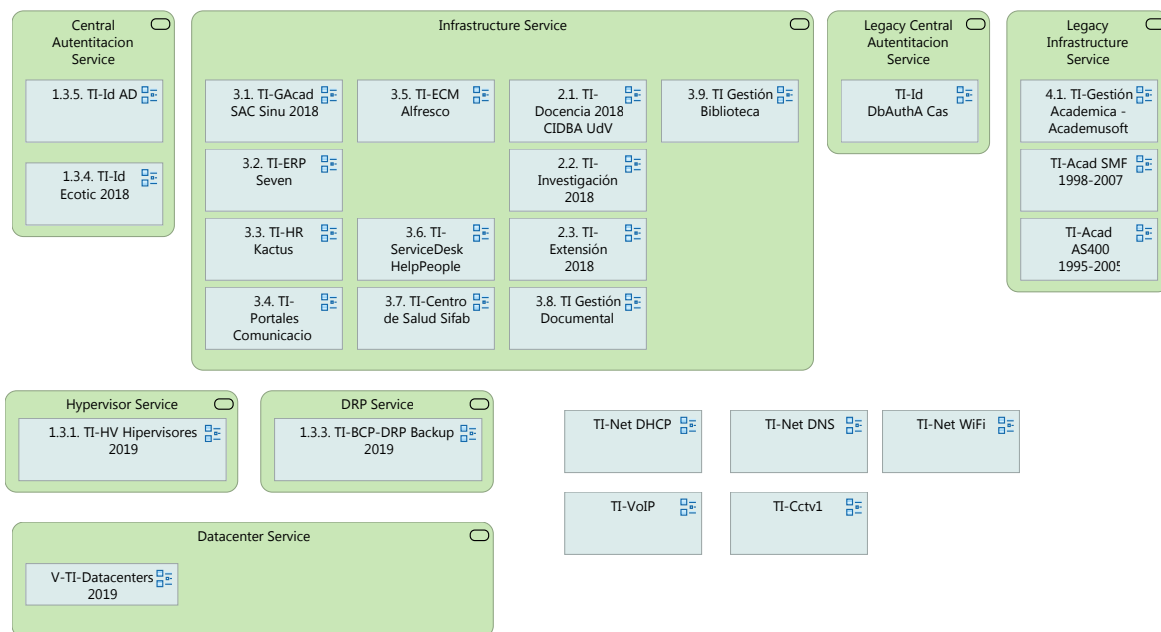 Central
Autentitacion
Service
1.3.5. TI-Id AD
1.3.4. TI-Id
Ecotic 2018
Infrastructure Service
3.1. TI-GAcad
SAC Sinu 2018
3.5. TI-ECM
Alfresco
2.1. TI-
Docencia 2018
CIDBA UdV
3.9. TI Gestión
Biblioteca
3.2. TI-ERP
Seven
2.2. TI-
Investigación
2018
3.3. TI-HR
Kactus
3.6. TI-
ServiceDesk
HelpPeople
2.3. TI-
Extensión
2018
3.4. TI-
Portales
Comunicacio
3.7. TI-Centro
de Salud Sifab
3.8. TI Gestión
Documental
Legacy Central
Autentitacion
Service
TI-Id
DbAuthA Cas
Legacy
Infrastructure
Service
4.1. TI-Gestión
Academica -
Academusoft
TI-Acad SMF
1998-2007
TI-Acad
AS400
1995-2005
Hypervisor Service
1.3.1. TI-HV Hipervisores
2019
DRP Service
1.3.3. TI-BCP-DRP Backup
2019
TI-Net DHCP
TI-Net DNS
TI-Net WiFi
TI-VoIP
TI-Cctv1
Datacenter Service
V-TI-Datacenters
2019